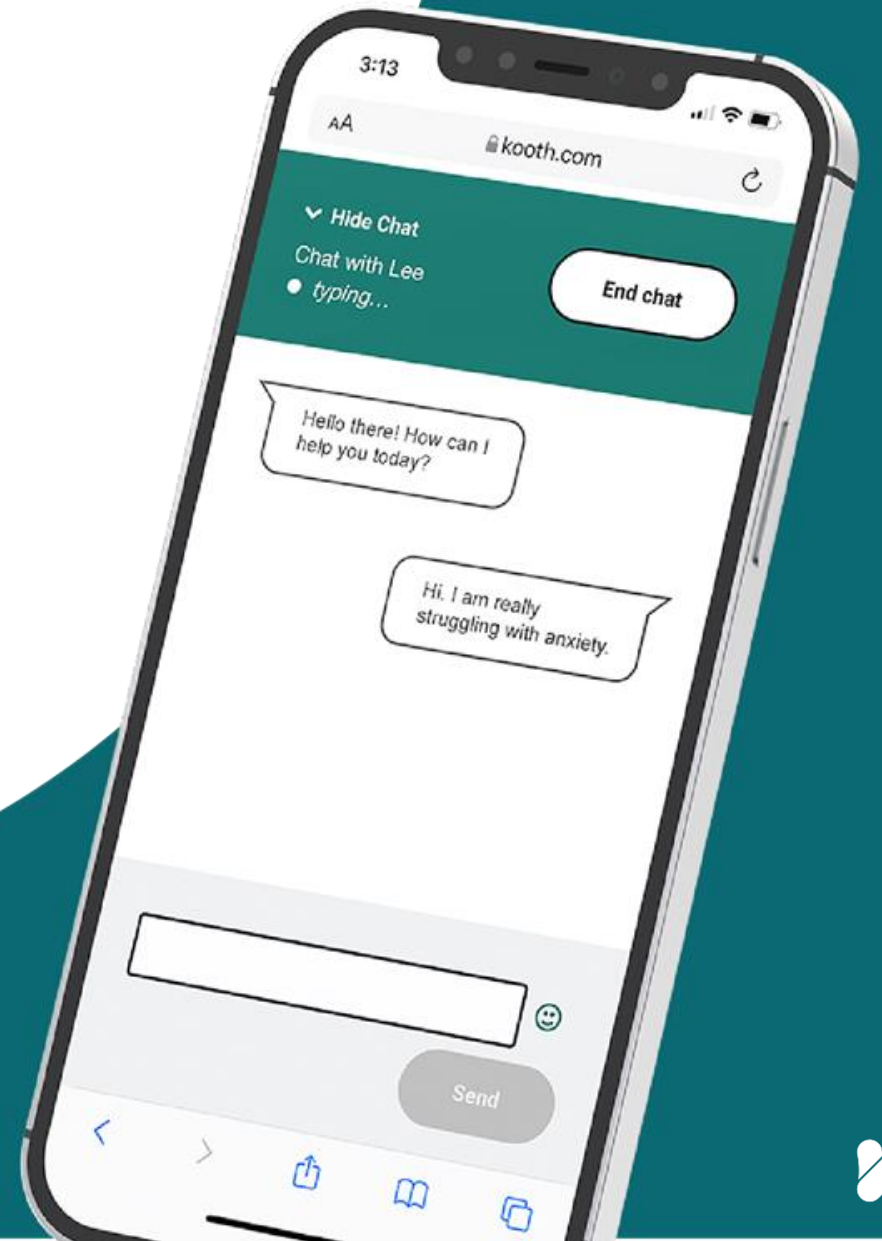 3:13
AA
kooth.com
Hide Chat
Chat with Lee
typing...
End chat
Hello there! How can I
help you today?
Hi. I am really
struggling with anxiety.
Send